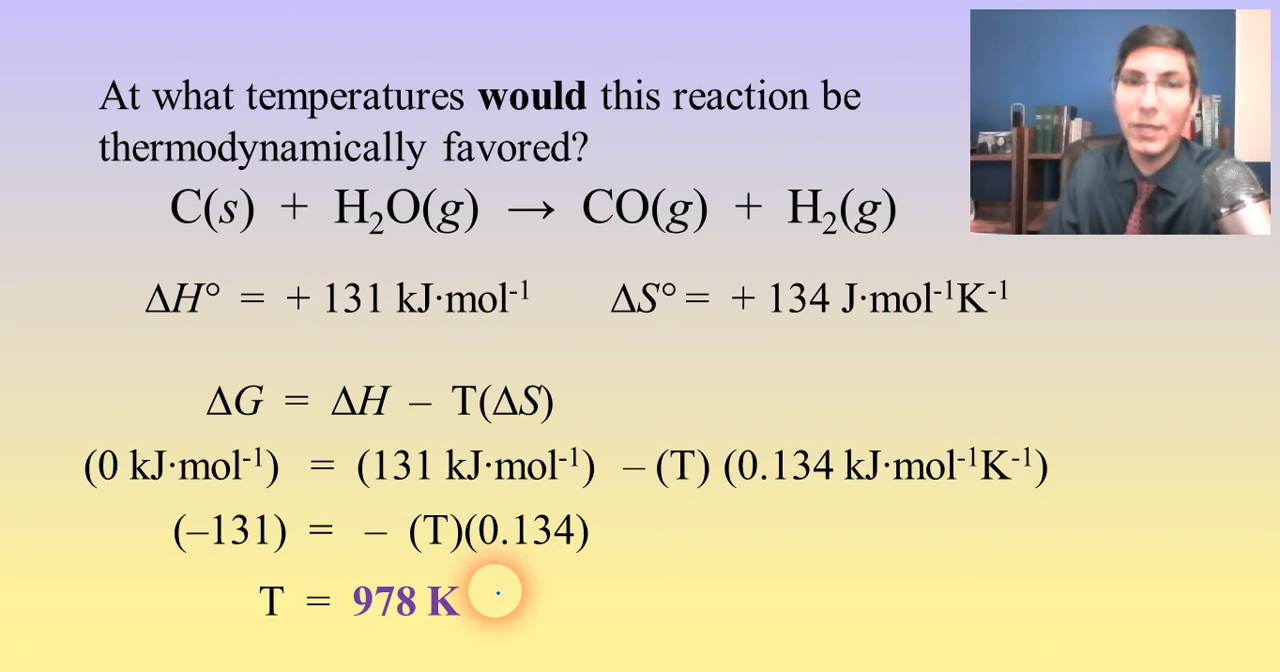 At what temperatures would this reaction be
thermodynamically favored?
C(s) + H₂O(g) → CO(g) + H₂(g)
ΔH° = + 131 kJ·mol⁻¹ ΔS° = + 134 J·mol⁻¹K⁻¹
ΔG = ΔH – T(ΔS)
(0 kJ·mol⁻¹) = (131 kJ·mol⁻¹) – (T) (0.134 kJ·mol⁻¹K⁻¹)
(–131) = – (T)(0.134)
T = 978 K